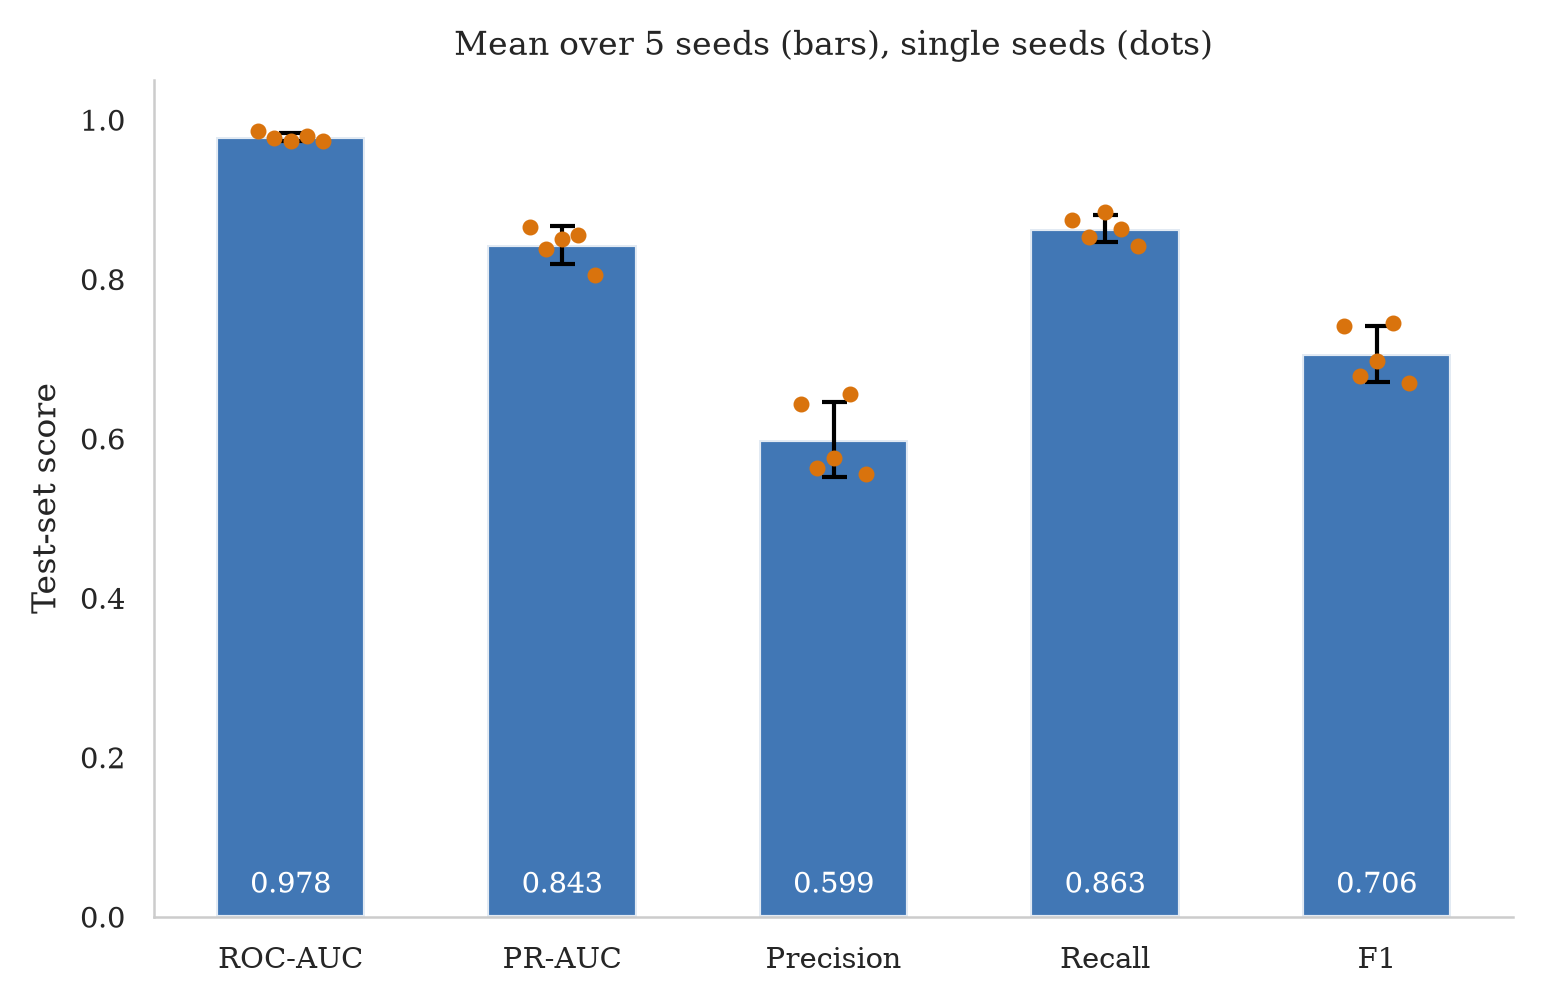 Mean over 5 seeds (bars), single seeds (dots)
Test-set score
1.0
0.8
0.6
0.4
0.2
0.0
0.978
0.843
0.599
0.863
0.706
ROC-AUC
PR-AUC
Precision
Recall
F1